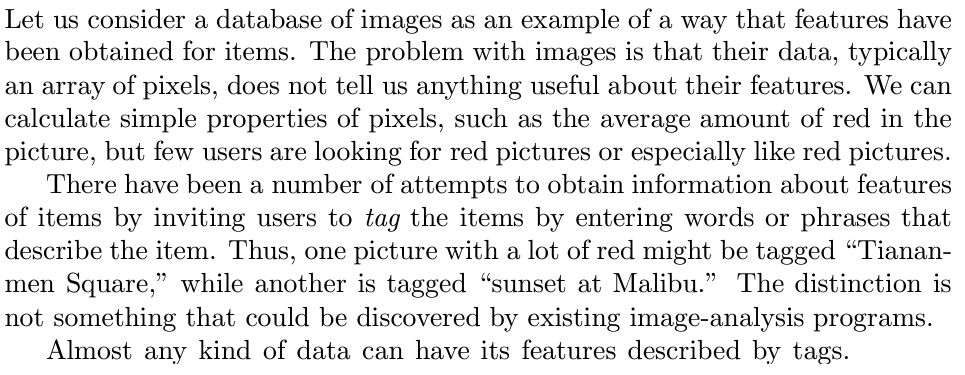 Let us consider a database of images as an example of a way that features have
been obtained for items. The problem with images is that their data, typically
an array of pixels, does not tell us anything useful about their features. We can
calculate simple properties of pixels, such as the average amount of red in the
picture, but few users are looking for red pictures or especially like red pictures.
There have been a number of attempts to obtain information about features
of items by inviting users to tag the items by entering words or phrases that
describe the item. Thus, one picture with a lot of red might be tagged “Tianan-
men Square,” while another is tagged “sunset at Malibu.” The distinction is
not something that could be discovered by existing image-analysis programs.
Almost any kind of data can have its features described by tags.